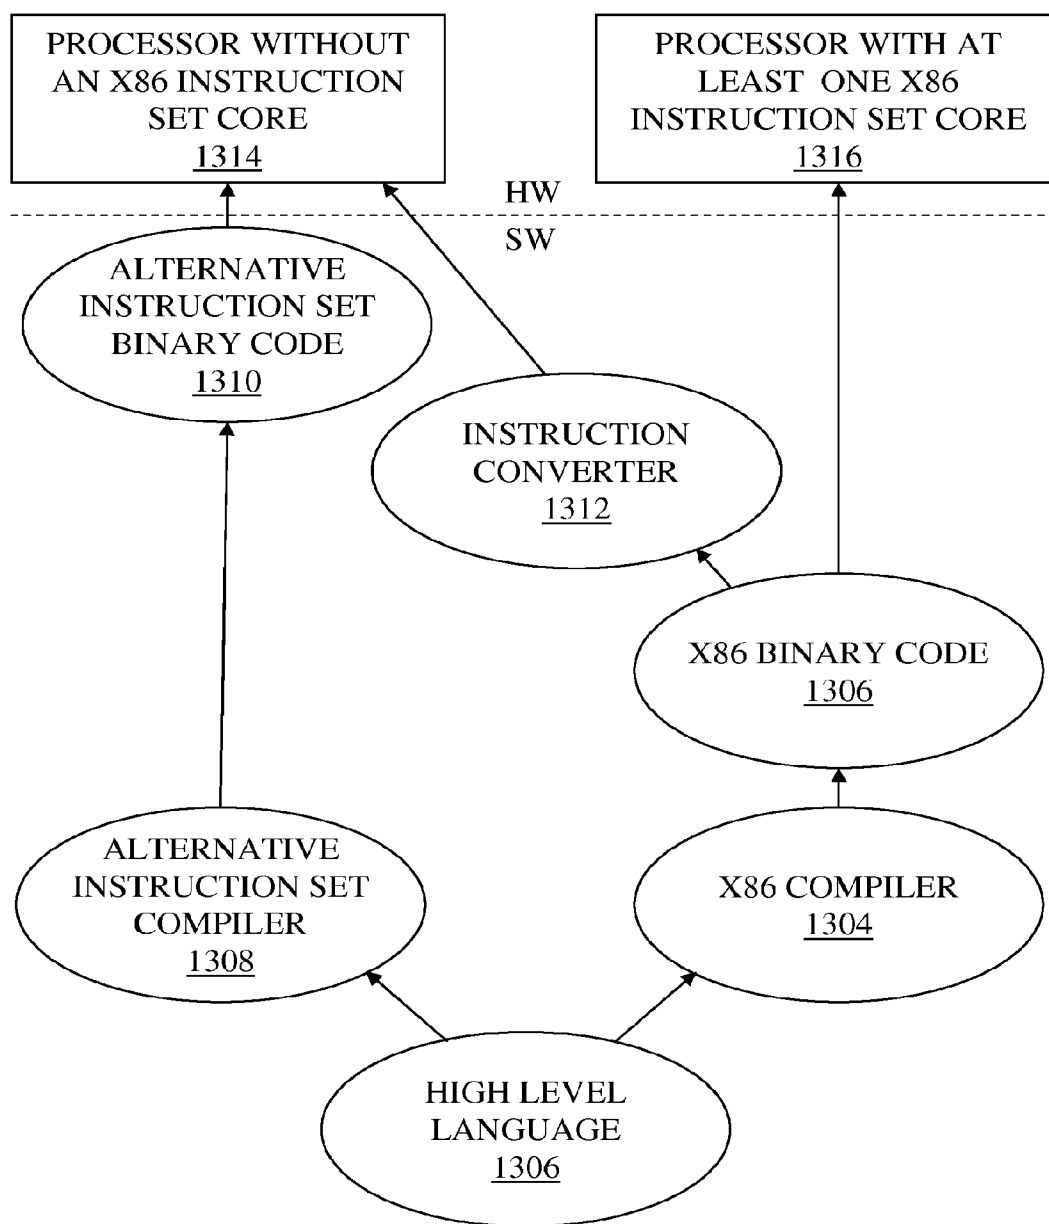 PROCESSOR WITHOUT
AN X86 INSTRUCTION
SET CORE
1314
PROCESSOR WITH AT
LEAST ONE X86
INSTRUCTION SET CORE
1316
HW
SW
ALTERNATIVE
INSTRUCTION SET
BINARY CODE
1310
INSTRUCTION
CONVERTER
1312
X86 BINARY CODE
1306
ALTERNATIVE
INSTRUCTION SET
COMPILER
1308
X86 COMPILER
1304
HIGH LEVEL
LANGUAGE
1306